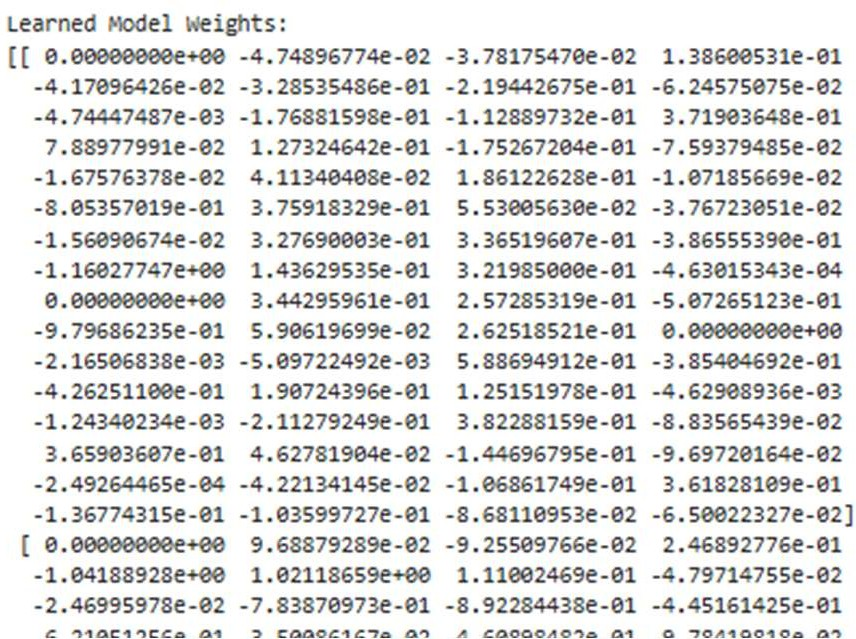 Learned Model Weights:
[[ 0.00000000e+00 -4.74896774e-02 -3.78175470e-02 1.38600531e-01
-4.17096426e-02 -3.28535486e-01 -2.19442675e-01 -6.24575075e-02
-4.74447487e-03 -1.76881598e-01 -1.12889732e-01 3.71903648e-01
7.88977991e-02 1.27324642e-01 -1.75267204e-01 -7.59379485e-02
-1.67576378e-02 4.11340408e-02 1.86122628e-01 -1.07185669e-02
-8.05357019e-01 3.75918329e-01 5.53005630e-02 -3.76723051e-02
-1.56090674e-02 3.27690003e-01 3.36519607e-01 -3.86555390e-01
-1.16027747e+00 1.43629535e-01 3.21985000e-01 -4.63015343e-04
0.00000000e+00 3.44295961e-01 2.57285319e-01 -5.07265123e-01
-9.79686235e-01 5.90619699e-02 2.62518521e-01 0.00000000e+00
-2.16506838e-03 -5.09722492e-03 5.88694912e-01 -3.85404692e-01
-4.26251100e-01 1.90724396e-01 1.25151978e-01 -4.62908936e-03
-1.24340234e-03 -2.11279249e-01 3.82288159e-01 -8.83565439e-02
3.65903607e-01 4.62781904e-02 -1.44696795e-01 -9.69720164e-02
-2.49264465e-04 -4.22134145e-02 -1.06861749e-01 3.61828109e-01
-1.36774315e-01 -1.03599727e-01 -8.68110953e-02 -6.50022327e-02]
[ 0.00000000e+00 9.68879289e-02 -9.25509766e-02 2.46892776e-01
-1.04188928e+00 1.02118659e+00 1.11002469e-01 -4.79714755e-02
-2.46995978e-02 -7.83870973e-01 -8.92284438e-01 -4.45161425e-01